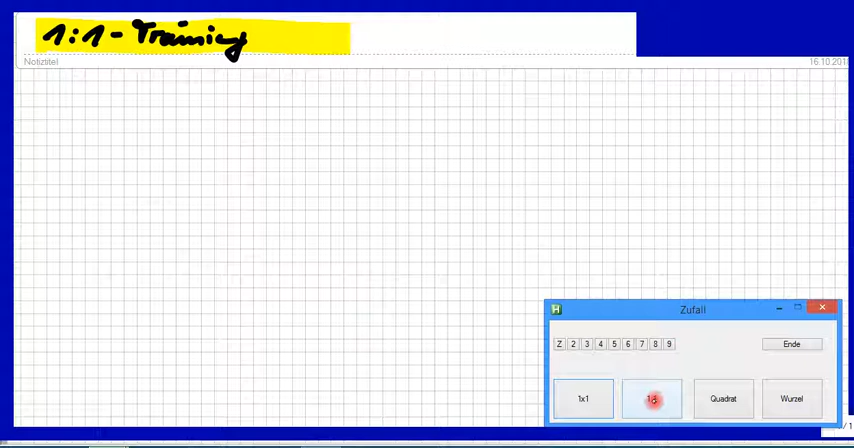 1:1 - Training
Notiztitel
Zufall
Z 2 3 4 5 6 7 8 9
Ende
1x1
Quadrat
Wurzel